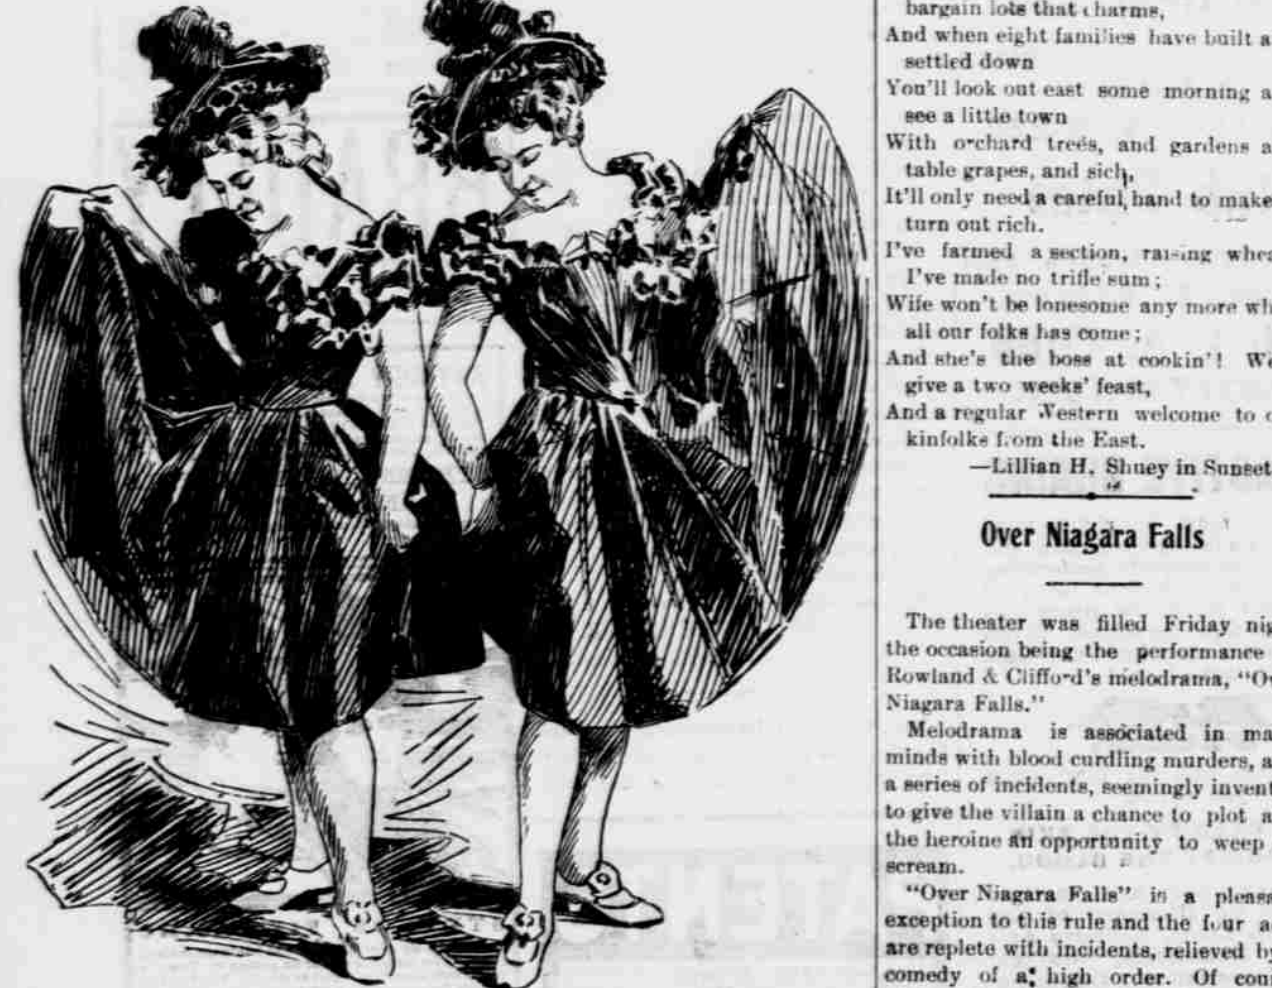 bargain lots that charms,
And when eight families have built a
settled down
You'll look out east some morning a
see a little town
With orchard trees, and gardens a
table grapes, and sich,
It'll only need a careful, hand to make
turn out rich.
I've farmed a section, raising whea
I've made no trifle sum;
Wife won't be lonesome any more wh
all our folks has come;
And she's the boss at cookin'! We
give a two weeks' feast,
And a regular Western welcome to o
kinfolks from the East.
—Lillian H. Shuey in Sunset
Over Niagara Falls
The theater was filled Friday nig
the occasion being the performance
Rowland & Clifford's melodrama, "Ov
Niagara Falls."
Melodrama is associated in ma
minds with blood curdling murders, a
a series of incidents, seemingly invent
to give the villain a chance to plot a
the heroine an opportunity to weep
scream.
"Over Niagara Falls" is a pleasa
exception to this rule and the four a
are replete with incidents, relieved by
comedy of a high order. Of cour